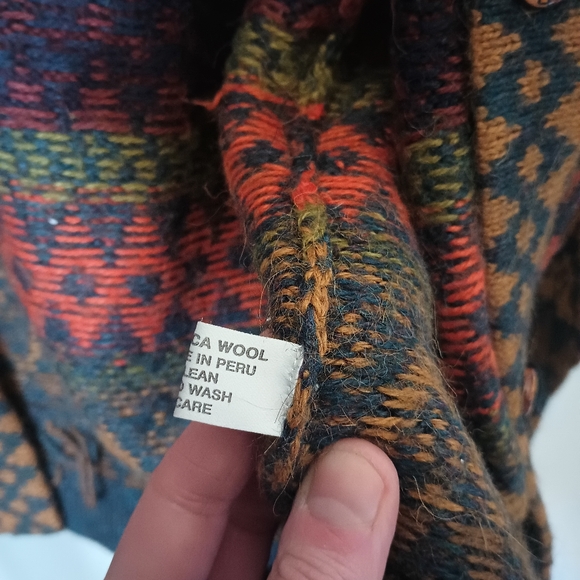 CA WOOL
E IN PERU
LEAN
O WASH
CARE